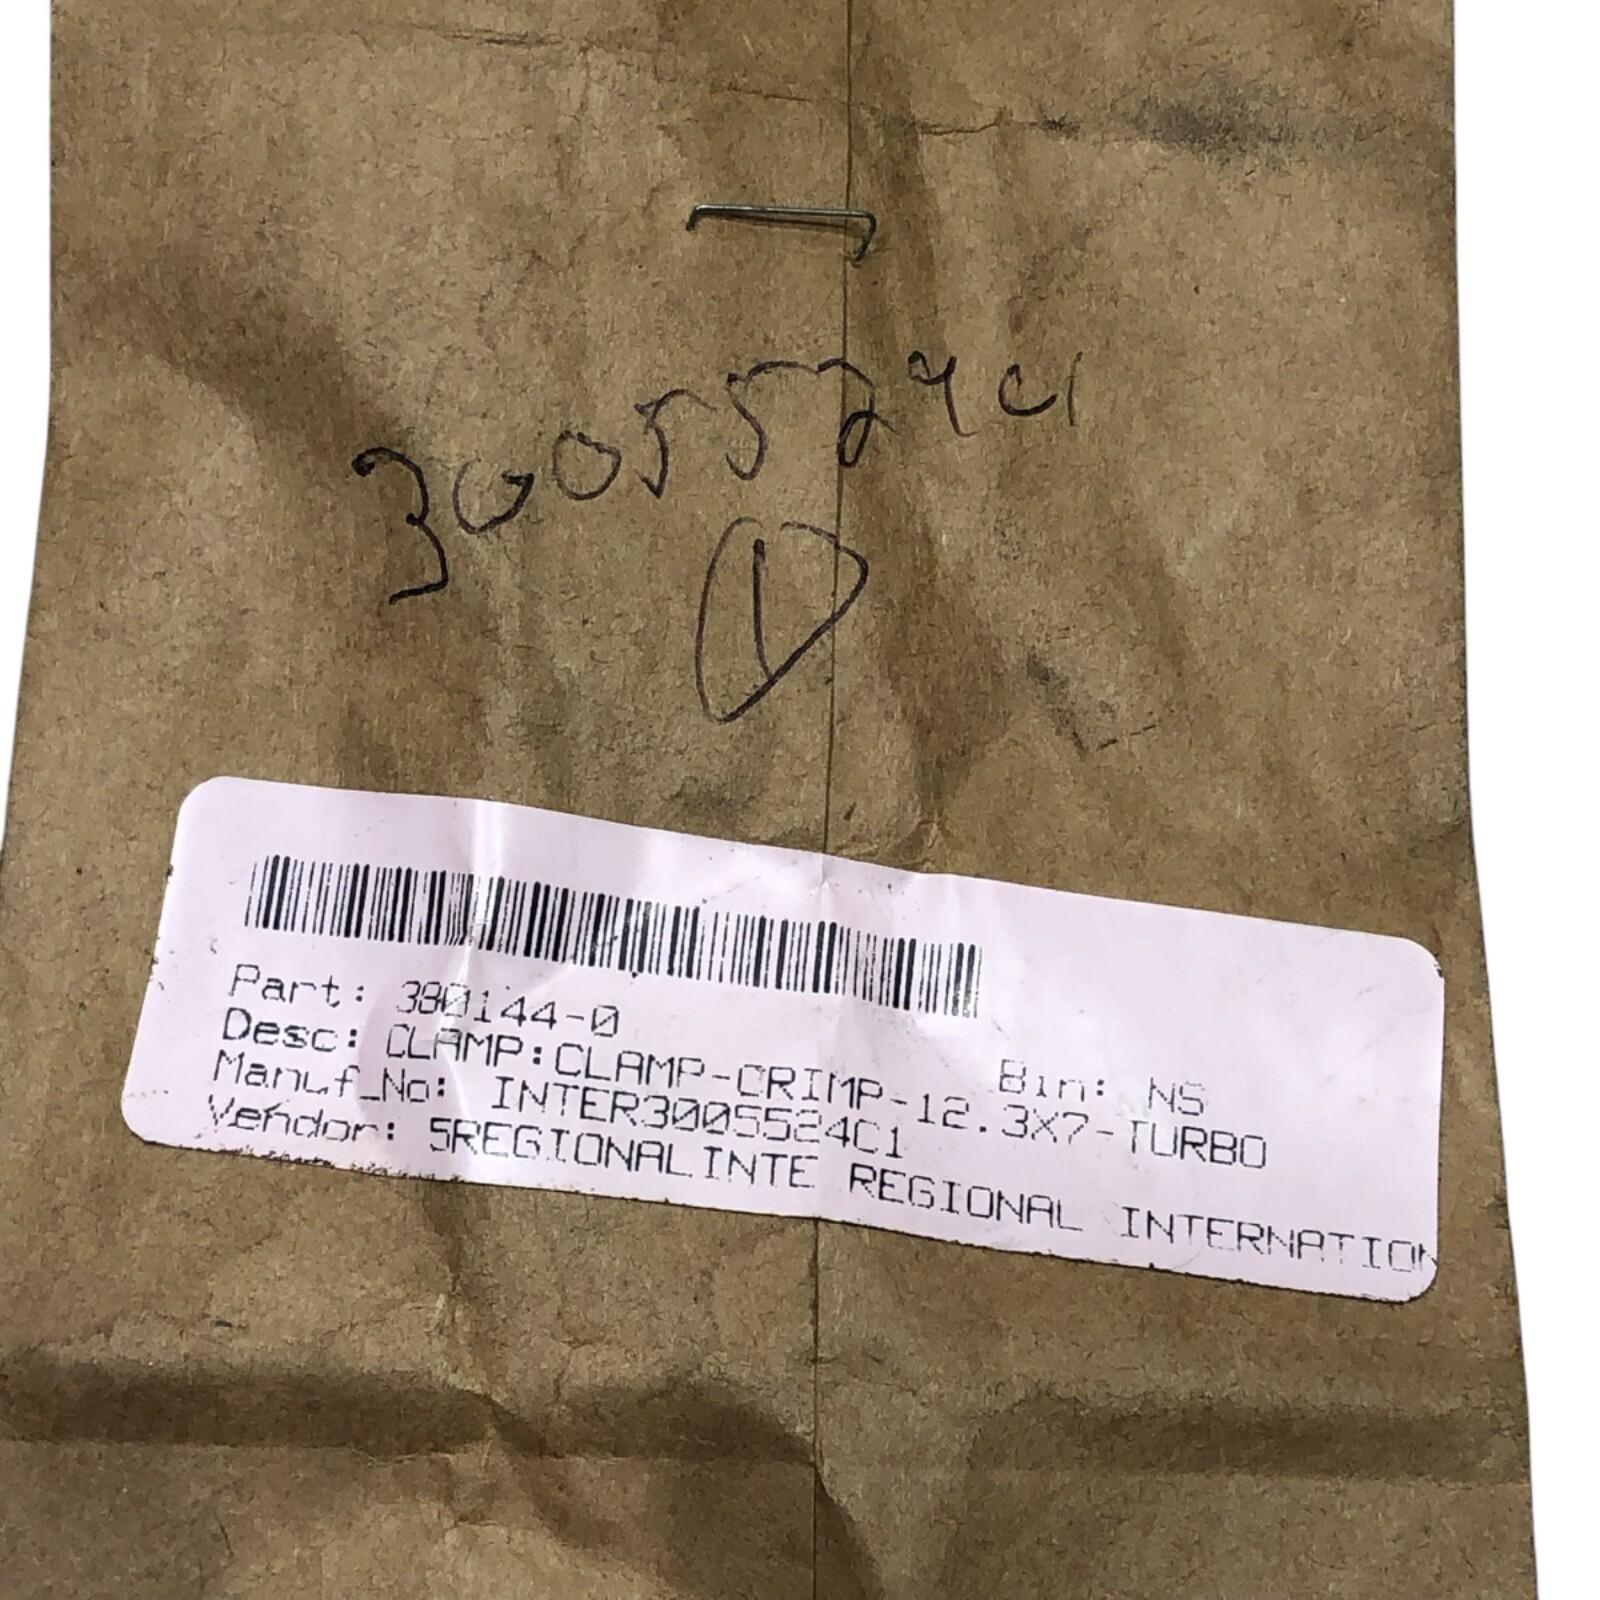 3005524C1
1
Part: 380144-0
Bin: NS
Desc: CLAMP:CLAMP-CRIMP-12.3X7-TURBO
Manuf_No: INTER3005524C1
Vendor: 5REGIONALINTE REGIONAL INTERNATION